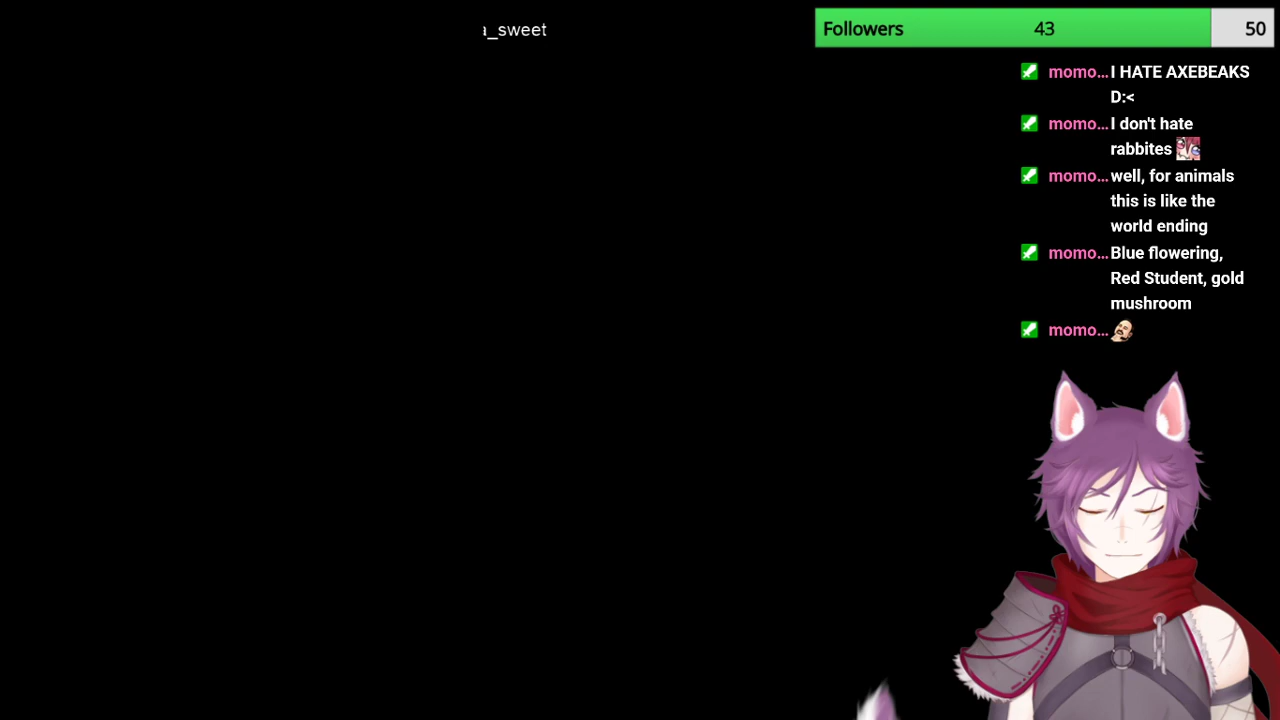 a_sweet
Followers 43 50
momo... I HATE AXEBEAKS
D:<
momo... I don't hate
rabbites
momo... well, for animals
this is like the
world ending
momo... Blue flowering,
Red Student, gold
mushroom
momo...